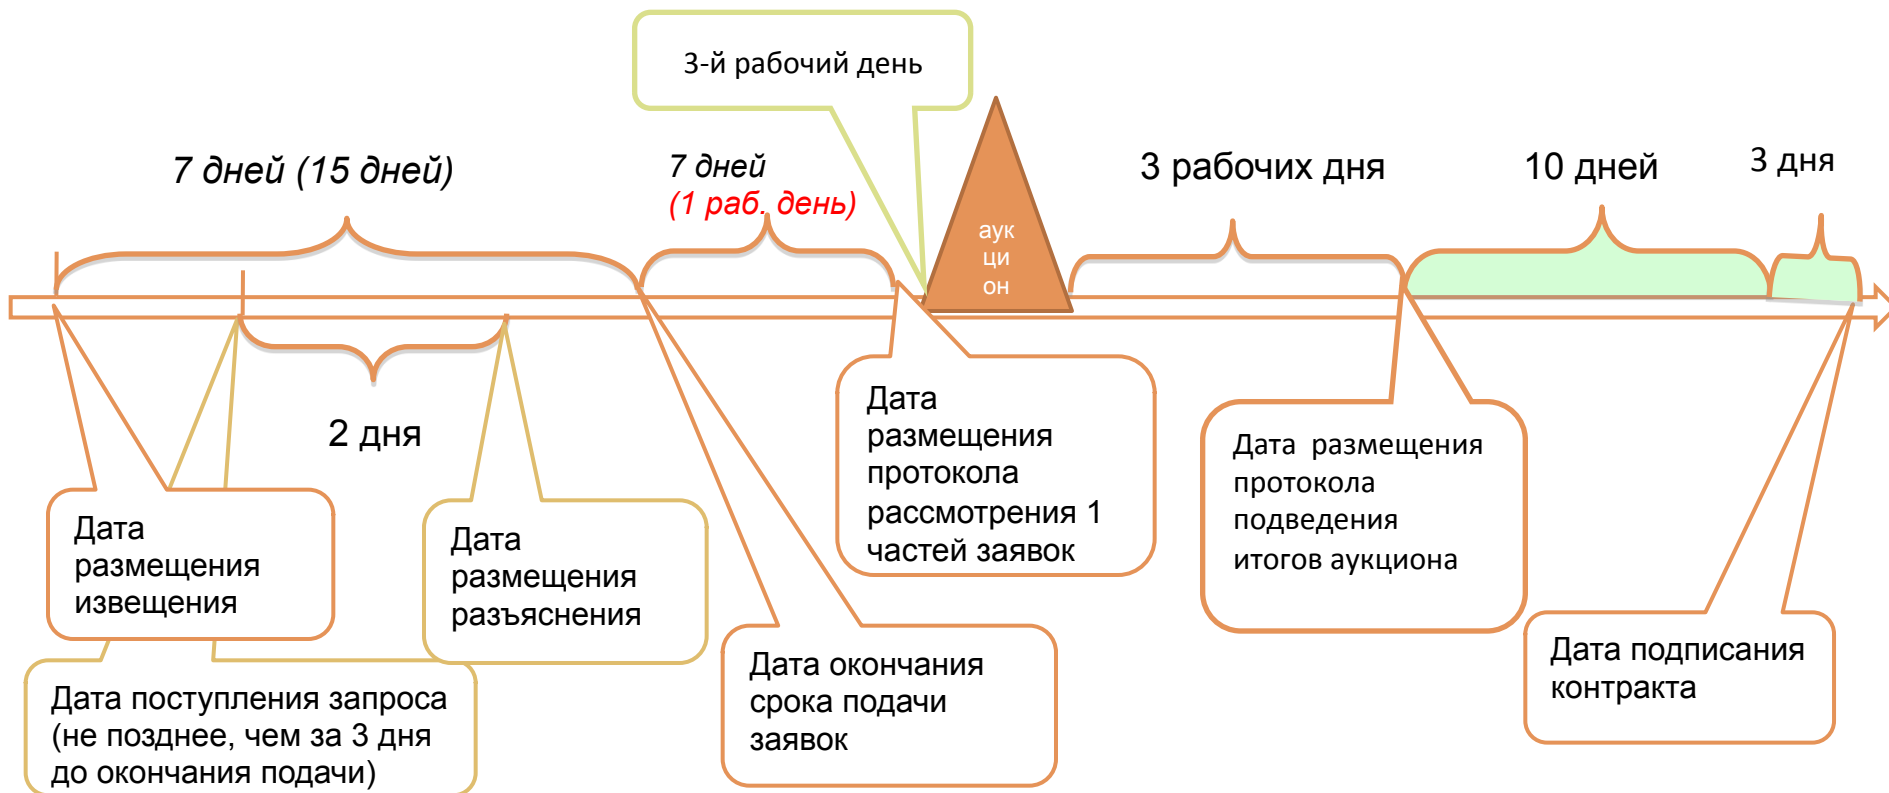 3-й рабочий день
7 дней (15 дней)
7 дней
(1 раб. день)
3 рабочих дня
10 дней
3 дня
аук
ци
он
2 дня
Дата
размещения
извещения
Дата
размещения
разъяснения
Дата поступления запроса
(не позднее, чем за 3 дня
до окончания подачи)
Дата окончания
срока подачи
заявок
Дата
размещения
протокола
рассмотрения 1
частей заявок
Дата размещения
протокола
подведения
итогов аукциона
Дата подписания
контракта